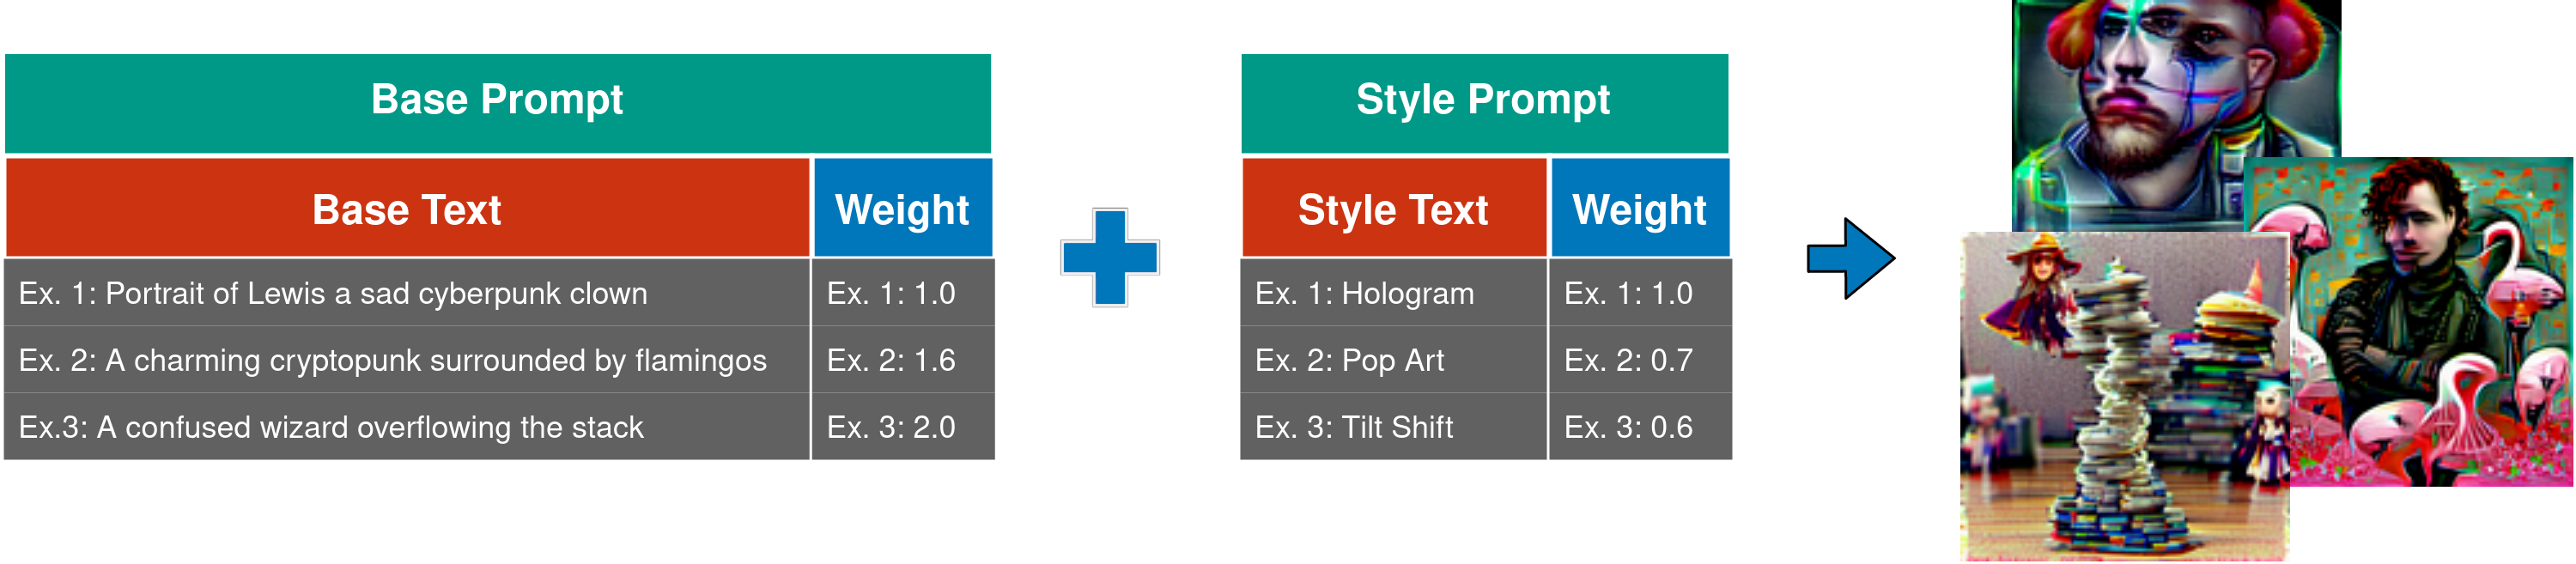 Base Prompt
Base Text Weight
Ex. 1: Portrait of Lewis a sad cyberpunk clown Ex. 1: 1.0
Ex. 2: A charming cryptopunk surrounded by flamingos Ex. 2: 1.6
Ex.3: A confused wizard overflowing the stack Ex. 3: 2.0
Style Prompt
Style Text Weight
Ex. 1: Hologram Ex. 1: 1.0
Ex. 2: Pop Art Ex. 2: 0.7
Ex. 3: Tilt Shift Ex. 3: 0.6